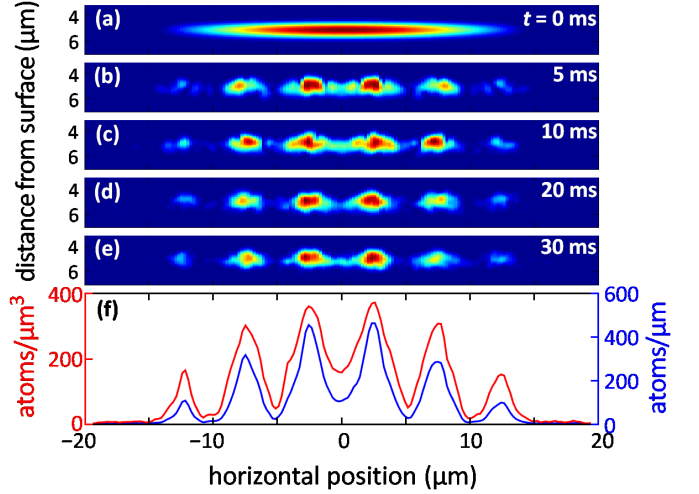 (a) t = 0 ms
4
6
(b) 5 ms
4
6
(c) 10 ms
4
6
(d) 20 ms
4
6
(e) 30 ms
4
6
distance from surface (μm)
(f)
400
200
0
atoms/μm³
600
400
200
0
atoms/μm
−20 −10 0 10 20
horizontal position (μm)